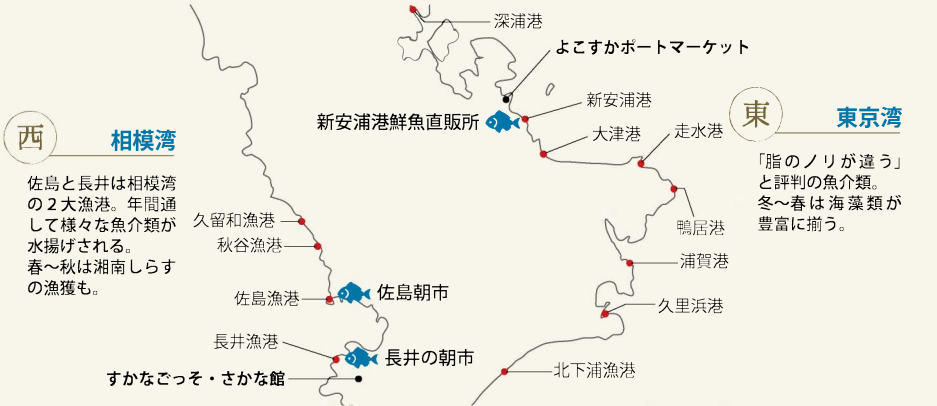 深浦港
よこすかポートマーケット
新安浦港
新安浦港鮮魚直販所
大津港
走水港
鴨居港
浦賀港
久里浜港
北下浦漁港
東
東京湾
「脂のノリが違う」
と評判の魚介類。
冬〜春は海藻類が
豊富に揃う。
西
相模湾
佐島と長井は相模湾
の２大漁港。年間通
して様々な魚介類が
水揚げされる。
春〜秋は湘南しらす
の漁獲も。
久留和漁港
秋谷漁港
佐島漁港
佐島朝市
長井漁港
長井の朝市
すかなごっそ・さかな館